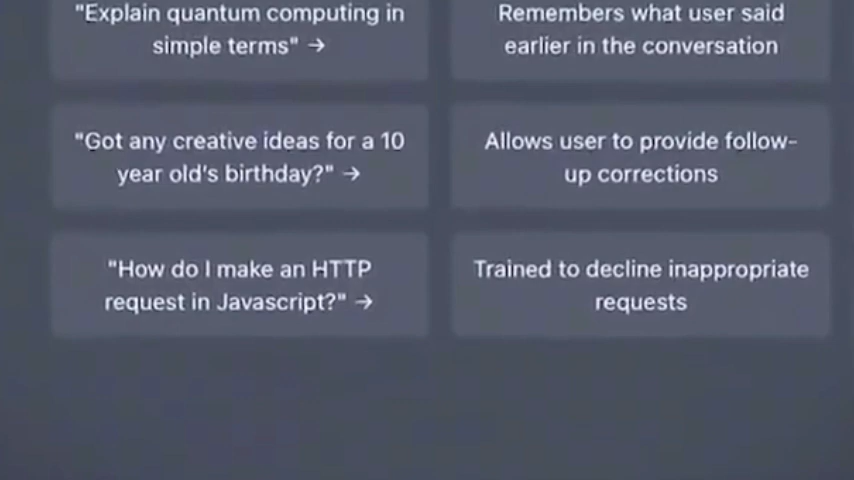 "Explain quantum computing in
simple terms" →
Remembers what user said
earlier in the conversation
"Got any creative ideas for a 10
year old's birthday?" →
Allows user to provide follow-
up corrections
"How do I make an HTTP
request in Javascript?" →
Trained to decline inappropriate
requests